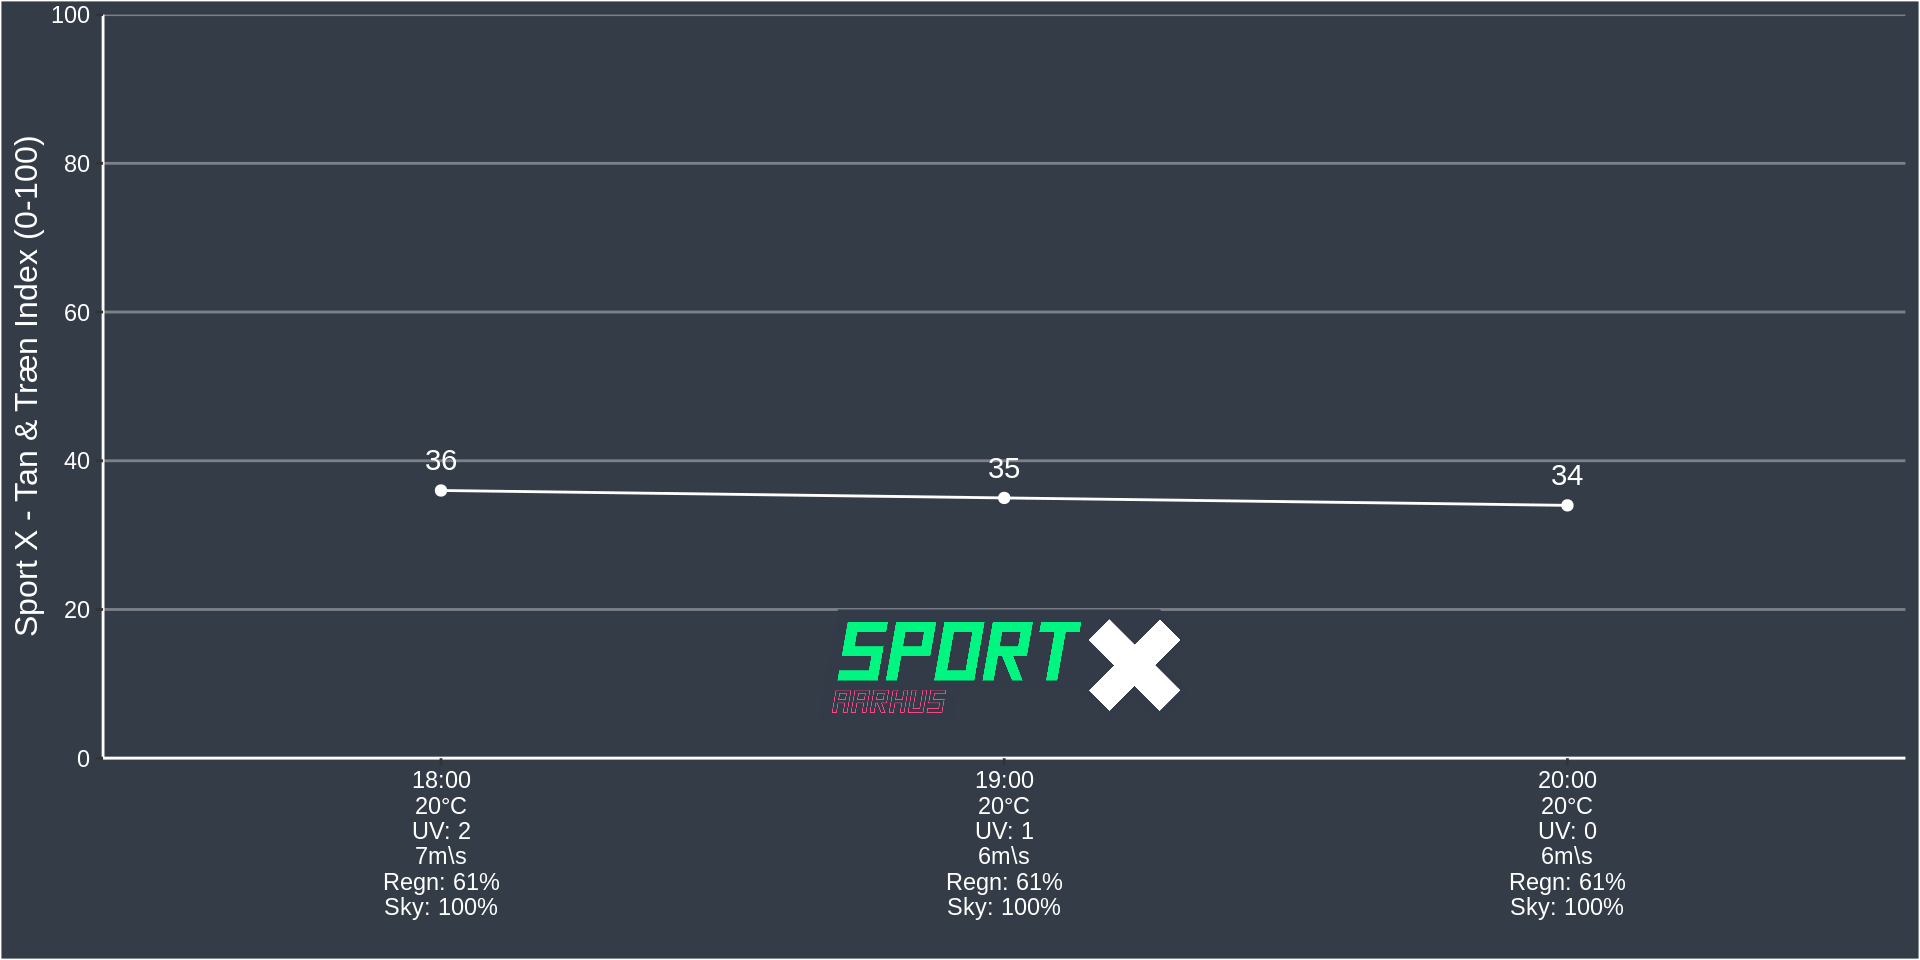 Sport X - Tan & Træn Index (0-100)
100
80
60
40
20
0
36
35
34
SPORT X
AARHUS
18:00
20°C
UV: 2
7m\s
Regn: 61%
Sky: 100%
19:00
20°C
UV: 1
6m\s
Regn: 61%
Sky: 100%
20:00
20°C
UV: 0
6m\s
Regn: 61%
Sky: 100%